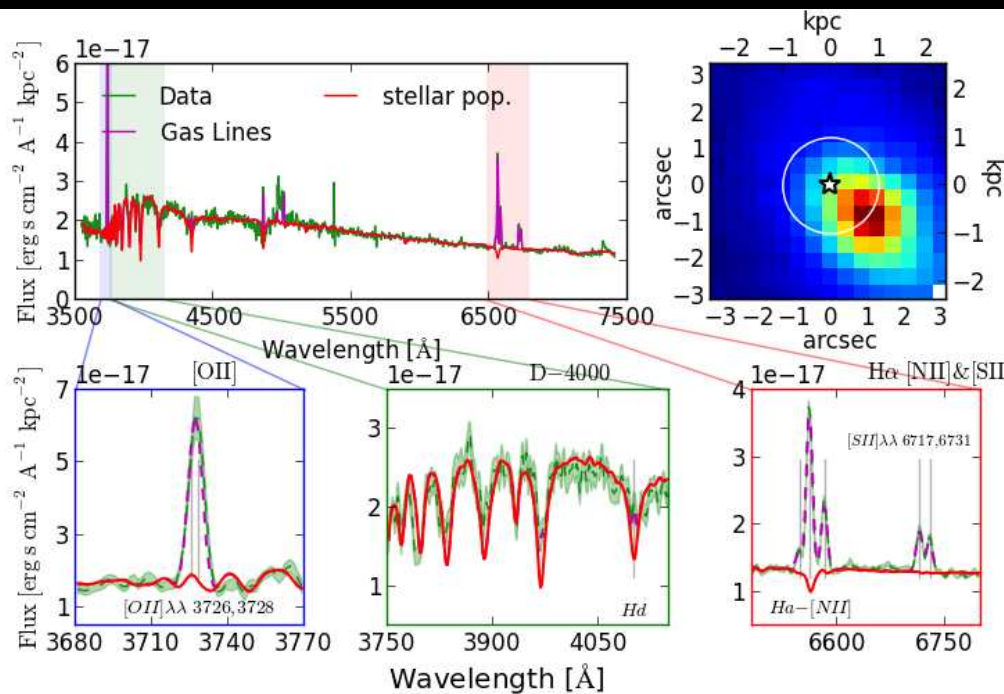 1e−17
Flux [erg s cm⁻² A⁻¹ kpc⁻²]
6
5
4
3
2
1
0
Data
Gas Lines
stellar pop.
3500 4500 5500 6500 7500
Wavelength [Å]
kpc
−2 −1 0 1 2
arcsec
3
2
1
0
−1
−2
−3
kpc
2
1
0
−1
−2
−3 −2 −1 0 1 2 3
arcsec
1e−17 [OII]
Flux [erg s cm⁻² A⁻¹ kpc⁻²]
7
5
3
1
[OII]λλ 3726,3728
3680 3710 3740 3770
1e−17 D−4000
3
2
1
Hd
3750 3900 4050
Wavelength [Å]
1e−17 Hα [NII]&[SII
4
3
2
1
[SII]λλ 6717,6731
Ha−[NII]
6600 6750